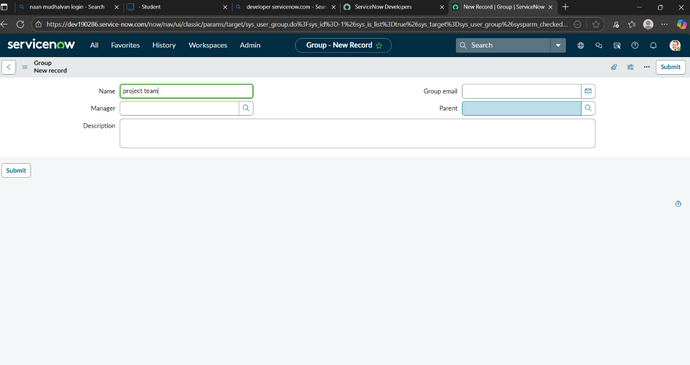 naan mudhalvan login - Search
- Student
developer servicenow.com - Sear
ServiceNow Developers
New Record | Group | ServiceNow
https://dev190286.service-now.com/now/nav/ui/classic/params/target/sys_user_group.do%3Fsys_id%3D-1%26sys_is_list%3Dtrue%26sys_target%3Dsys_user_group%26sysparm_checked...
servicenow
All
Favorites
History
Workspaces
Admin
Group - New Record
Search
Group
New record
Submit
Name
project team
Group email
Manager
Parent
Description
Submit